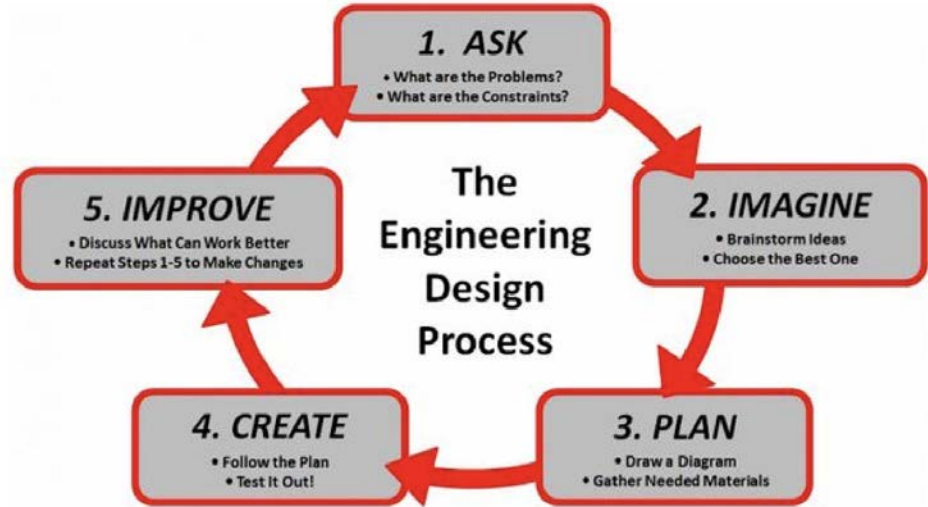 1. ASK
• What are the Problems?
• What are the Constraints?
The
Engineering
Design
Process
2. IMAGINE
• Brainstorm Ideas
• Choose the Best One
3. PLAN
• Draw a Diagram
• Gather Needed Materials
4. CREATE
• Follow the Plan
• Test It Out!
5. IMPROVE
• Discuss What Can Work Better
• Repeat Steps 1-5 to Make Changes